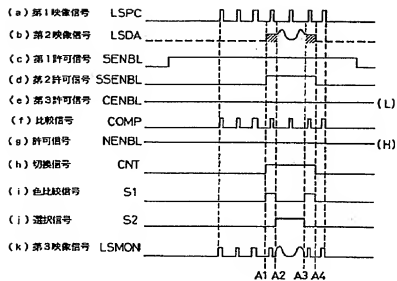 (a) 第1映像信号 LSPC
(b) 第2映像信号 LSDA
(c) 第1許可信号 SENBL
(d) 第2許可信号 SSENBL
(e) 第3許可信号 CENBL (L)
(f) 比較信号 COMP
(g) 許可信号 NENBL (H)
(h) 切換信号 CNT
(i) 色比較信号 S1
(j) 選択信号 S2
(k) 第3映像信号 LSMONI
A1 A2 A3 A4